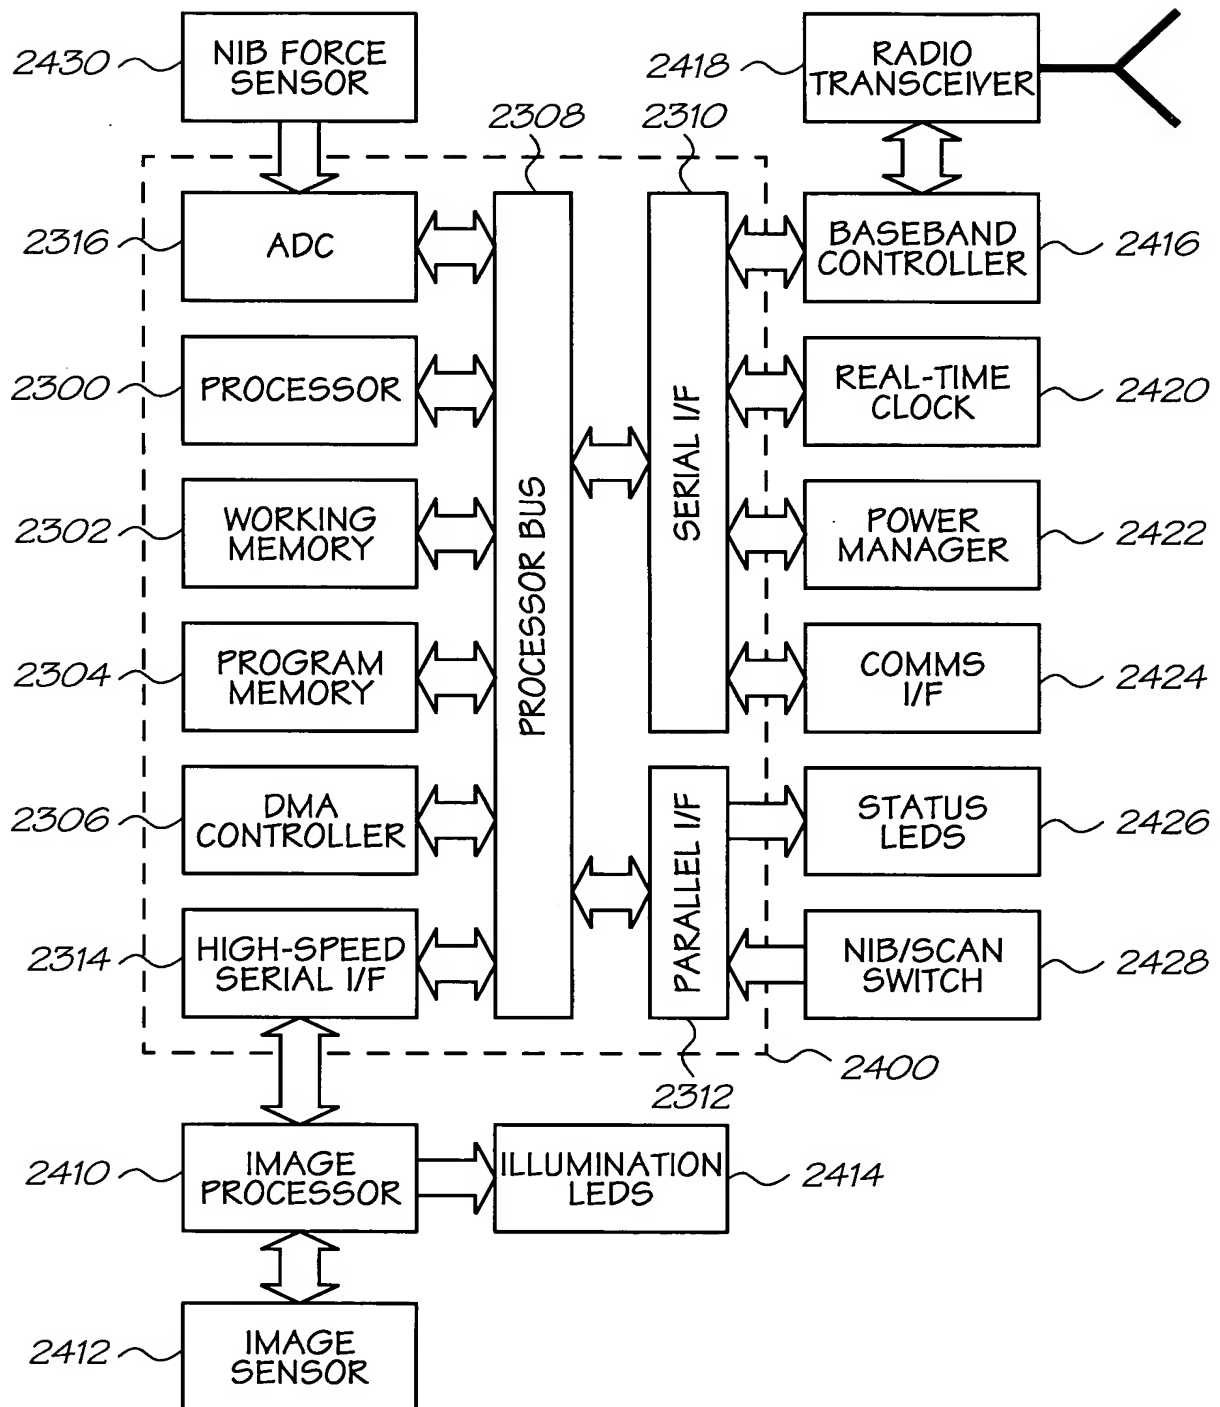 2430
NIB FORCE
SENSOR
2418
RADIO
TRANSCEIVER
2308
2310
2316
ADC
BASEBAND
CONTROLLER
2416
2300
PROCESSOR
REAL-TIME
CLOCK
2420
2302
WORKING
MEMORY
PROCESSOR BUS
SERIAL I/F
POWER
MANAGER
2422
2304
PROGRAM
MEMORY
COMMS
I/F
2424
2306
DMA
CONTROLLER
PARALLEL I/F
STATUS
LEDS
2426
2314
HIGH-SPEED
SERIAL I/F
NIB/SCAN
SWITCH
2428
2400
2312
2410
IMAGE
PROCESSOR
ILLUMINATION
LEDS
2414
2412
IMAGE
SENSOR